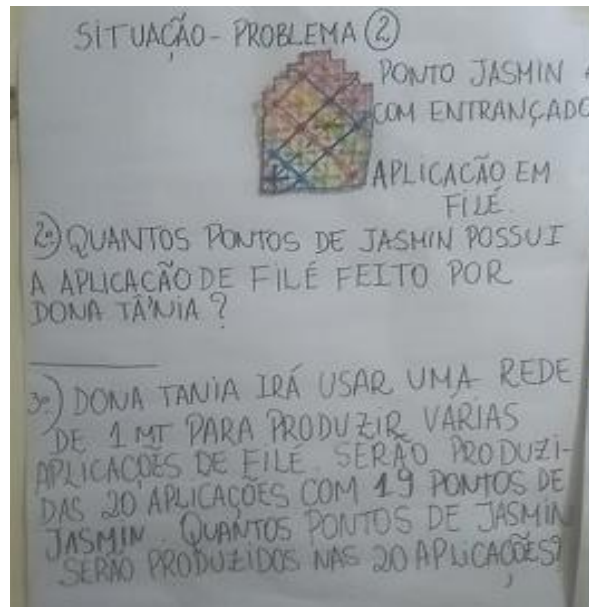 SITUAÇÃO - PROBLEMA 2
PONTO JASMIN
COM ENTRANÇADO
APLICAÇÃO EM
FILÉ.
2º) QUANTOS PONTOS DE JASMIN POSSUI
A APLICAÇÃO DE FILÉ FEITO POR
DONA TÂNIA ?
3º) DONA TANIA IRÁ USAR UMA REDE
DE 1 MT PARA PRODUZIR VARIAS
APLICAÇÕES DE FILE. SERÃO PRODUZI-
DAS 20 APLICAÇÕES COM 19 PONTOS DE
JASMIN. QUANTOS PONTOS DE JASMIN
SERÃO PRODUZIDOS NAS 20 APLICAÇÕES?